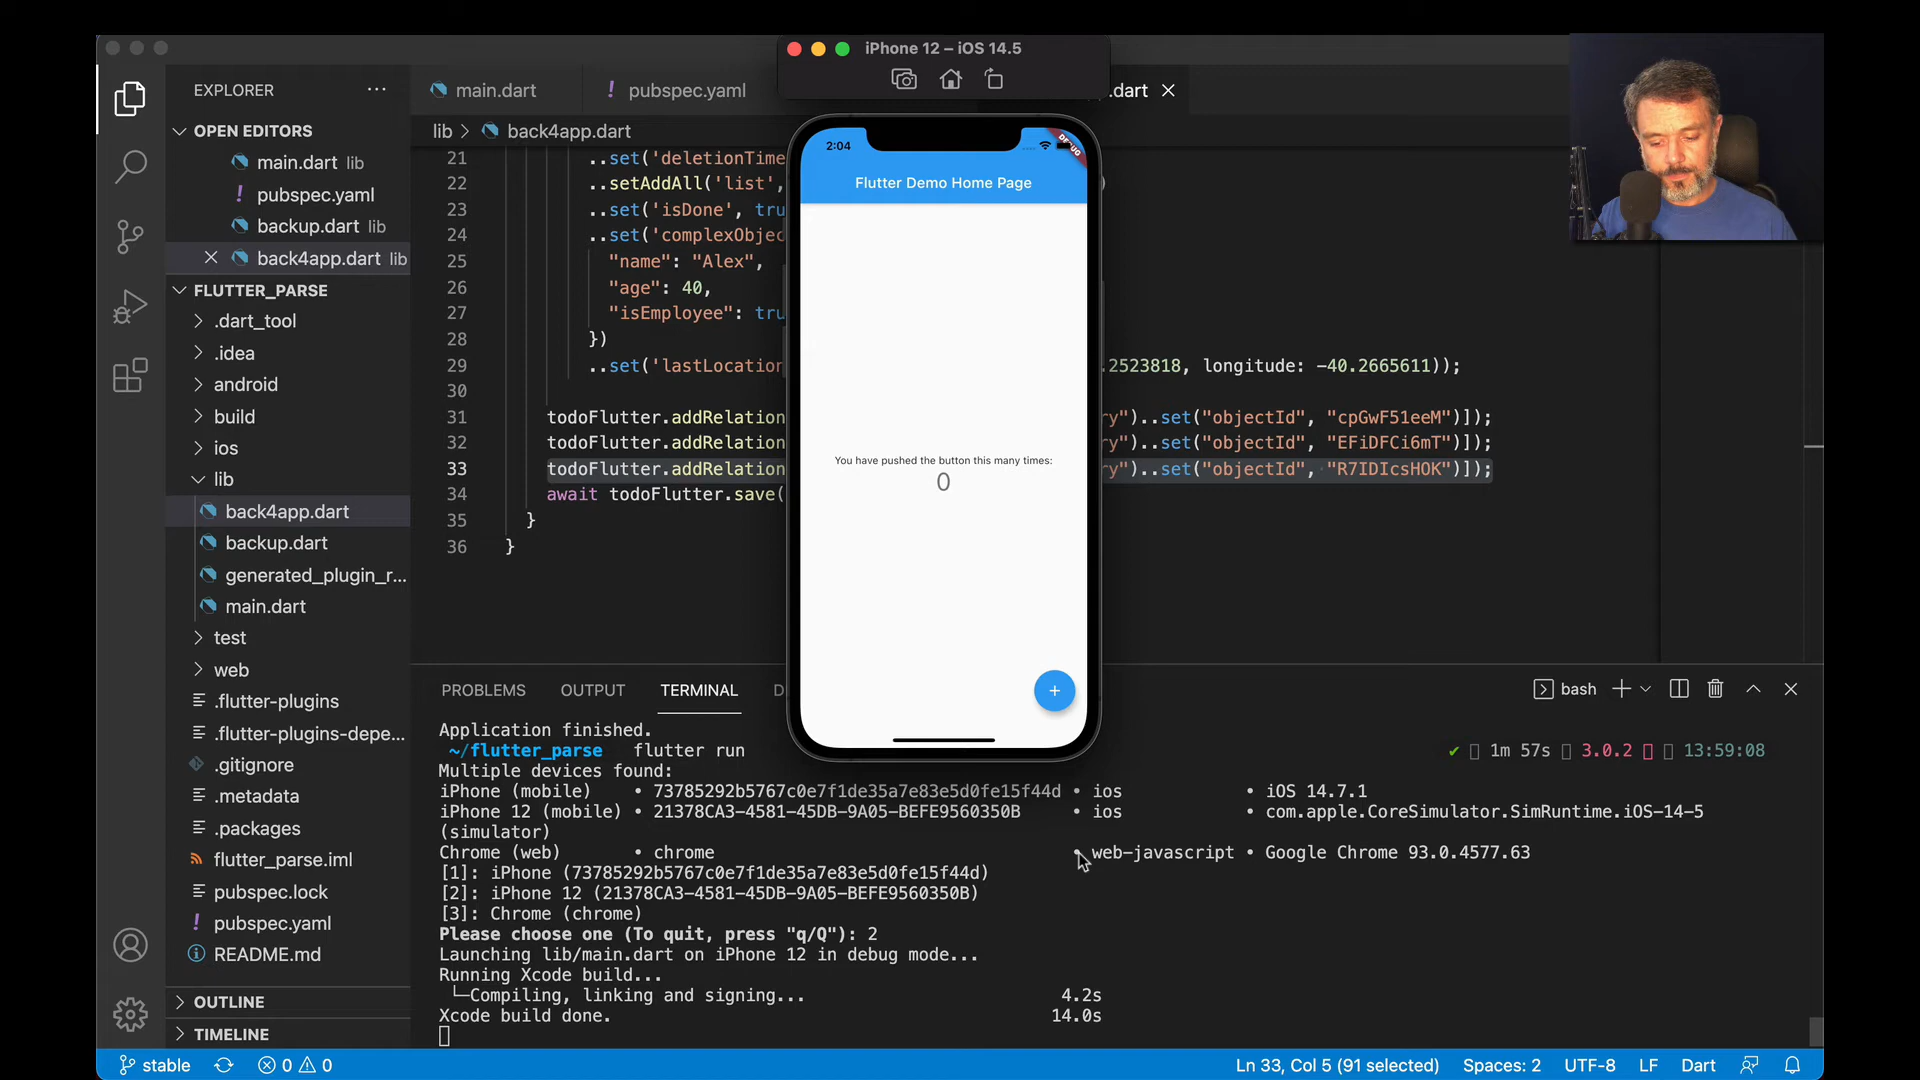 iPhone 12 – iOS 14.5
EXPLORER
main.dart
! pubspec.yaml
.dart
OPEN EDITORS
main.dart lib
! pubspec.yaml
backup.dart lib
back4app.dart lib
FLUTTER_PARSE
.dart_tool
.idea
android
build
ios
lib
back4app.dart
backup.dart
generated_plugin_r...
main.dart
test
web
.flutter-plugins
.flutter-plugins-depe...
.gitignore
.metadata
.packages
flutter_parse.iml
pubspec.lock
! pubspec.yaml
README.md
OUTLINE
TIMELINE
lib > back4app.dart
21 ..set('deletionTime
22 ..setAddAll('list', )
23 ..set('isDone', tru
24 ..set('complexObjec
25 "name": "Alex",
26 "age": 40,
27 "isEmployee": tru
28 })
29 ..set('lastLocation .2523818, longitude: -40.2665611));
30
31 todoFlutter.addRelation ry")..set("objectId", "cpGwF51eeM")]);
32 todoFlutter.addRelation ry")..set("objectId", "EFiDFCi6mT")]);
33 todoFlutter.addRelation ry")..set("objectId", "R7IDIcsHOK")]);
34 await todoFlutter.save(
35 }
36 }
2:04
DEBUG
Flutter Demo Home Page
You have pushed the button this many times:
0
+
PROBLEMS OUTPUT TERMINAL D
bash
Application finished.
~/flutter_parse flutter run ✔ 1m 57s 3.0.2 13:59:08
Multiple devices found:
iPhone (mobile) • 73785292b5767c0e7f1de35a7e83e5d0fe15f44d • ios • iOS 14.7.1
iPhone 12 (mobile) • 21378CA3-4581-45DB-9A05-BEFE9560350B • ios • com.apple.CoreSimulator.SimRuntime.iOS-14-5
(simulator)
Chrome (web) • chrome • web-javascript • Google Chrome 93.0.4577.63
[1]: iPhone (73785292b5767c0e7f1de35a7e83e5d0fe15f44d)
[2]: iPhone 12 (21378CA3-4581-45DB-9A05-BEFE9560350B)
[3]: Chrome (chrome)
Please choose one (To quit, press "q/Q"): 2
Launching lib/main.dart on iPhone 12 in debug mode...
Running Xcode build...
└─Compiling, linking and signing... 4.2s
Xcode build done. 14.0s
stable 0 0 Ln 33, Col 5 (91 selected) Spaces: 2 UTF-8 LF Dart